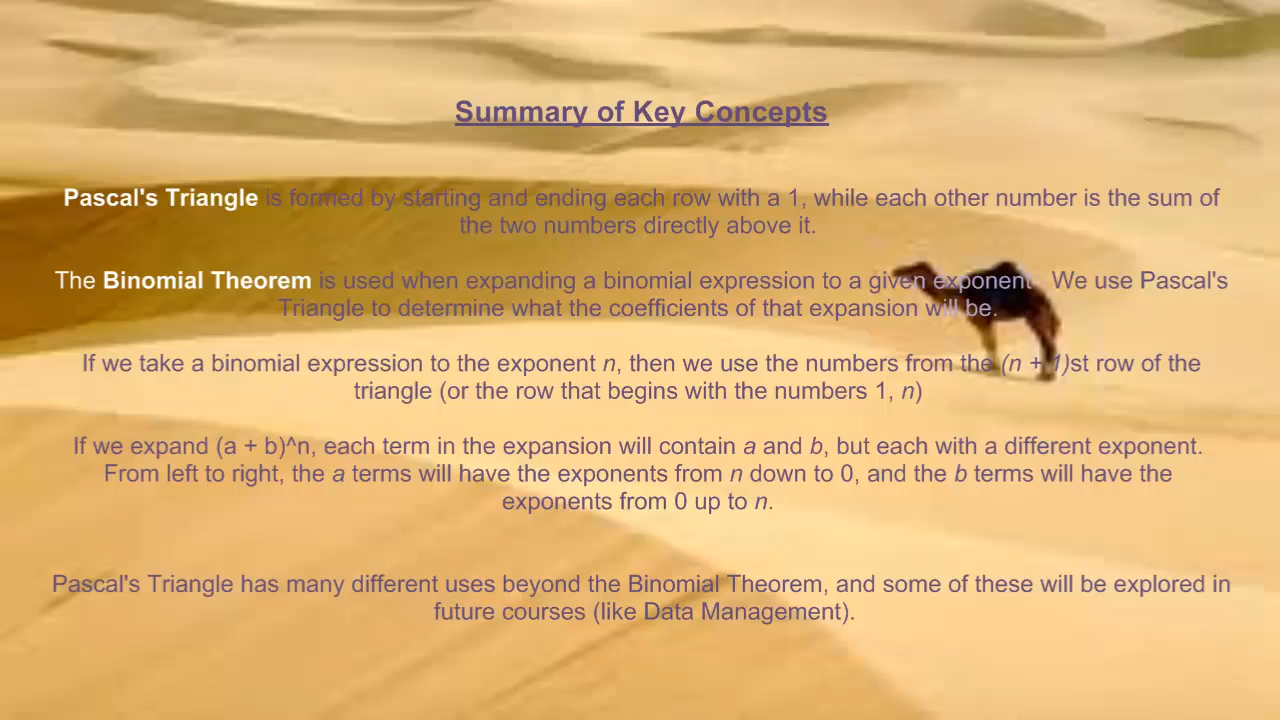 Summary of Key Concepts
Pascal's Triangle is formed by starting and ending each row with a 1, while each other number is the sum of
the two numbers directly above it.
The Binomial Theorem is used when expanding a binomial expression to a given exponent. We use Pascal's
Triangle to determine what the coefficients of that expansion will be.
If we take a binomial expression to the exponent n, then we use the numbers from the (n + 1)st row of the
triangle (or the row that begins with the numbers 1, n)
If we expand (a + b)^n, each term in the expansion will contain a and b, but each with a different exponent.
From left to right, the a terms will have the exponents from n down to 0, and the b terms will have the
exponents from 0 up to n.
Pascal's Triangle has many different uses beyond the Binomial Theorem, and some of these will be explored in
future courses (like Data Management).